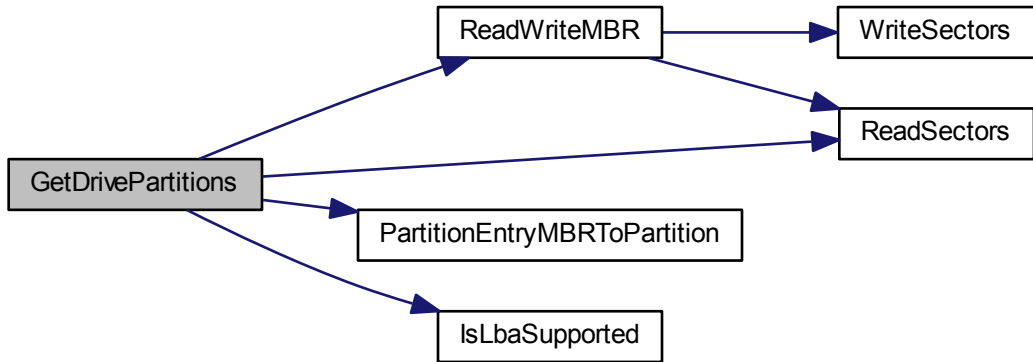 ReadWriteMBR
WriteSectors
ReadSectors
GetDrivePartitions
PartitionEntryMBRToPartition
IsLbaSupported